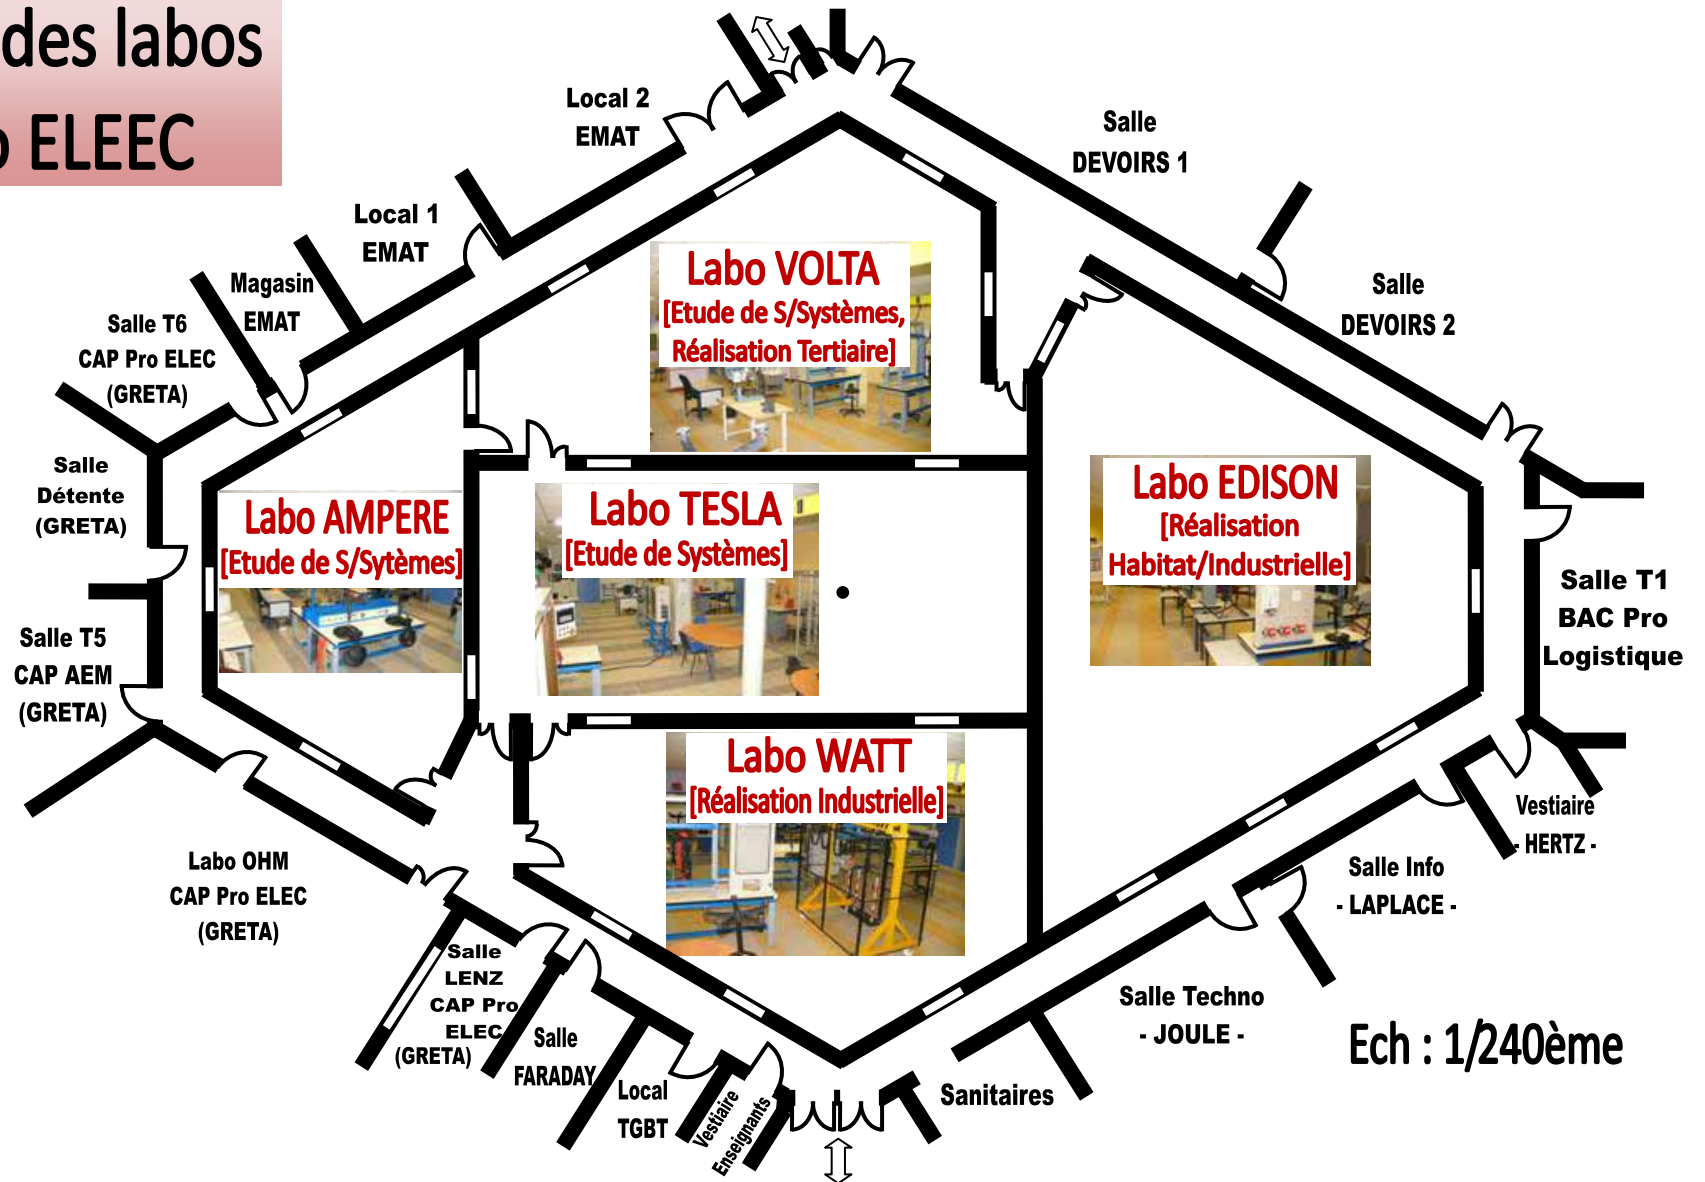 des labos
ELEEC
Local 2
EMAT
Salle
DEVOIRS 1
Local 1
EMAT
Magasin
EMAT
Salle T6
CAP Pro ELEC
(GRETA)
Salle
DEVOIRS 2
Labo VOLTA
[Etude de S/Systèmes,
Réalisation Tertiaire]
Salle
Détente
(GRETA)
Labo AMPERE
[Etude de S/Sytèmes]
Labo TESLA
[Etude de Systèmes]
Labo EDISON
[Réalisation
Habitat/Industrielle]
Salle T1
BAC Pro
Logistique
Salle T5
CAP AEM
(GRETA)
Labo WATT
[Réalisation Industrielle]
Vestiaire
- HERTZ -
Labo OHM
CAP Pro ELEC
(GRETA)
Salle Info
- LAPLACE -
Salle
LENZ
CAP Pro
ELEC
(GRETA)
Salle
FARADAY
Local
TGBT
Vestiaire
Enseignants
Sanitaires
Salle Techno
- JOULE -
Ech : 1/240ème